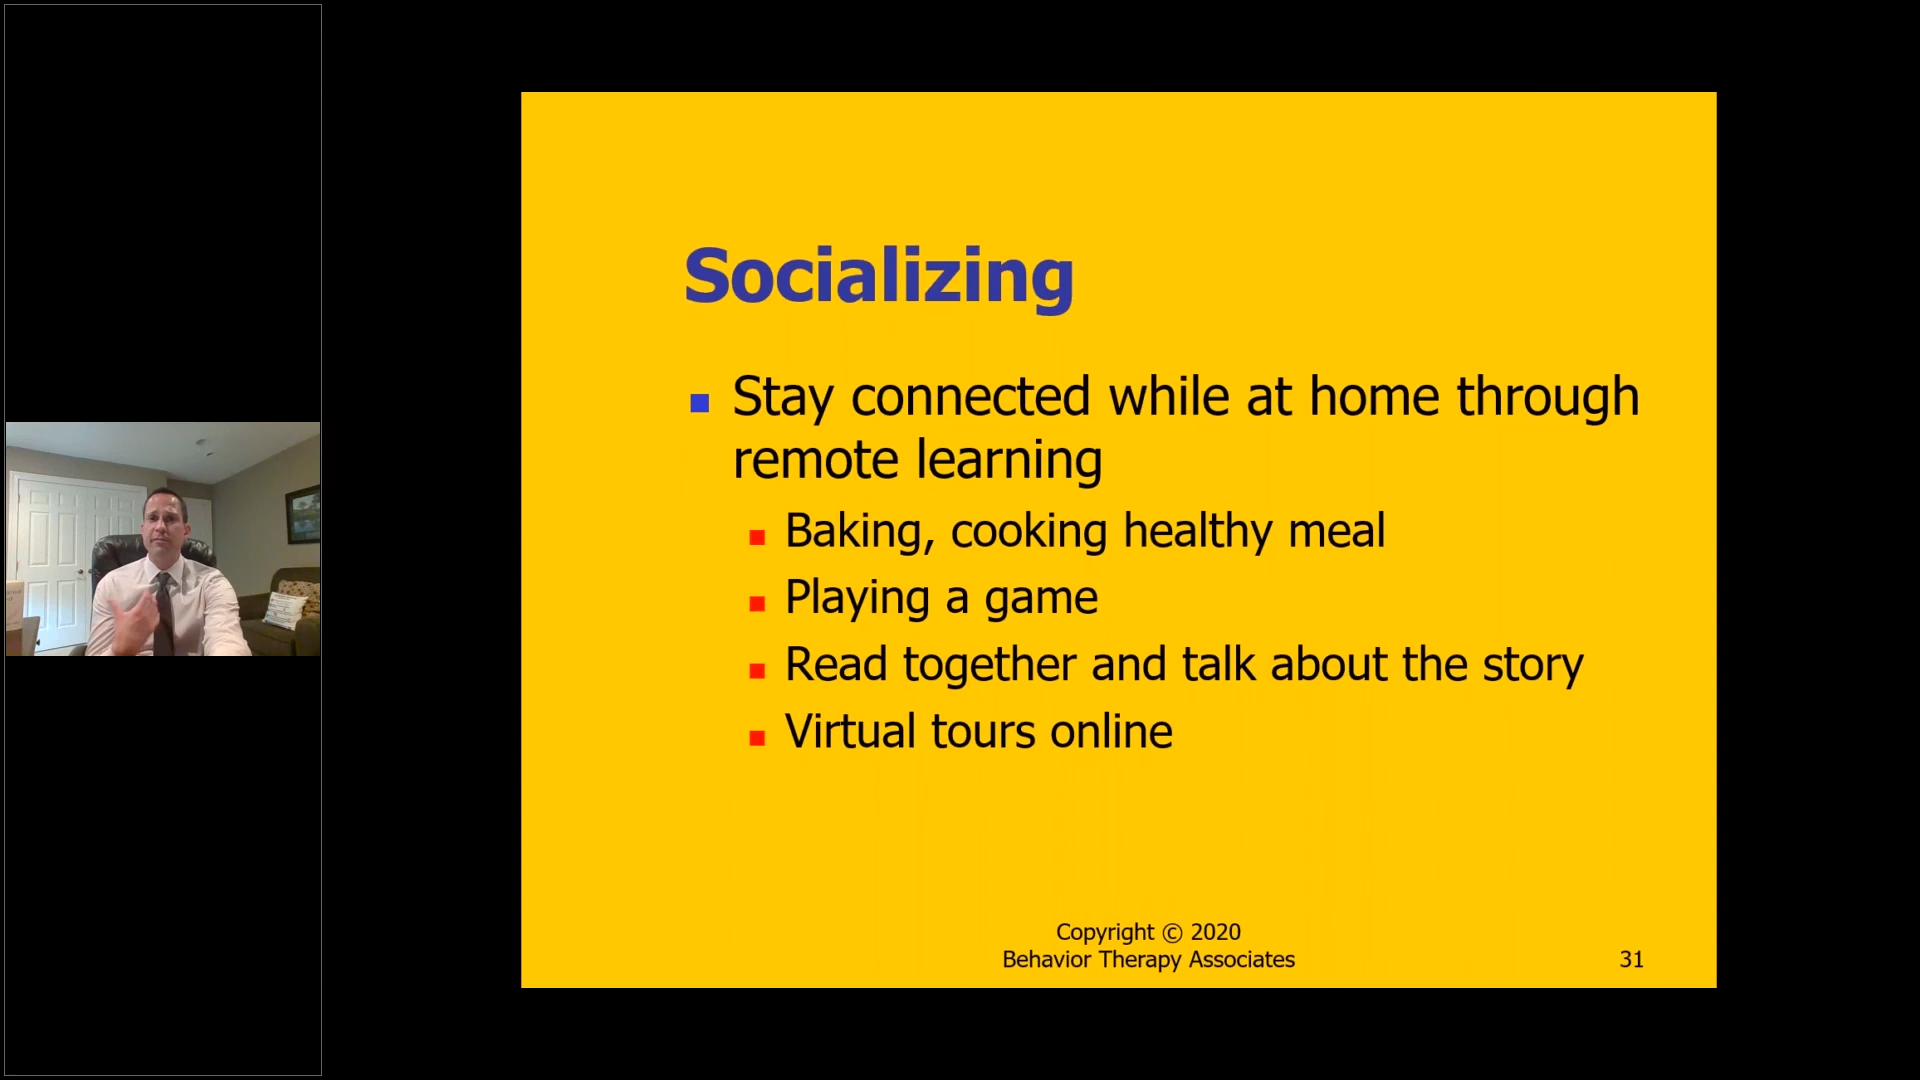 Socializing
Stay connected while at home through
remote learning
Baking, cooking healthy meal
Playing a game
Read together and talk about the story
Virtual tours online
Copyright © 2020
Behavior Therapy Associates
31